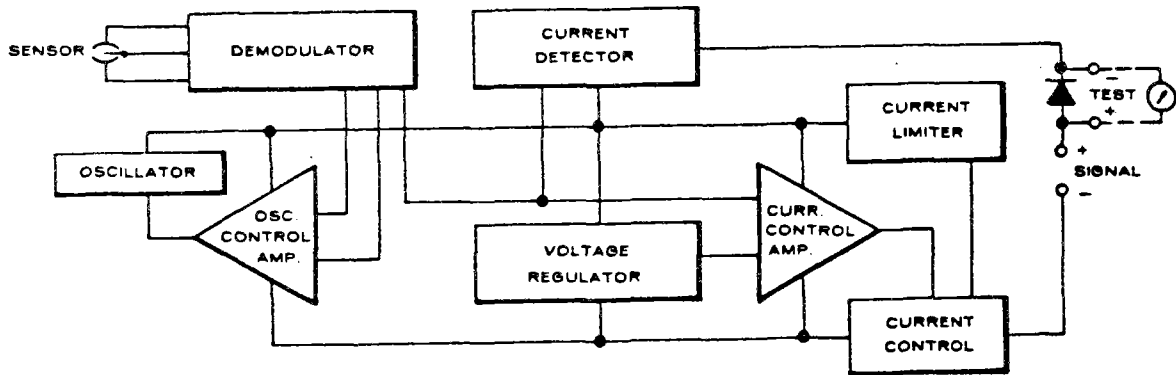 SENSOR
DEMODULATOR
CURRENT
DETECTOR
-
TEST
+
CURRENT
LIMITER
OSCILLATOR
+
SIGNAL
-
OSC.
CONTROL
AMP.
CURR.
CONTROL
AMP.
VOLTAGE
REGULATOR
CURRENT
CONTROL